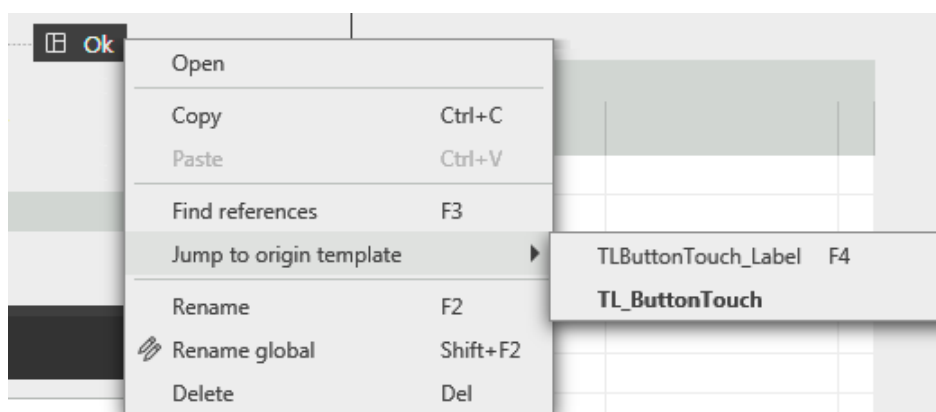 Ok
Open
Copy Ctrl+C
Paste Ctrl+V
Find references F3
Jump to origin template
TLButtonTouch_Label F4
TL_ButtonTouch
Rename F2
Rename global Shift+F2
Delete Del